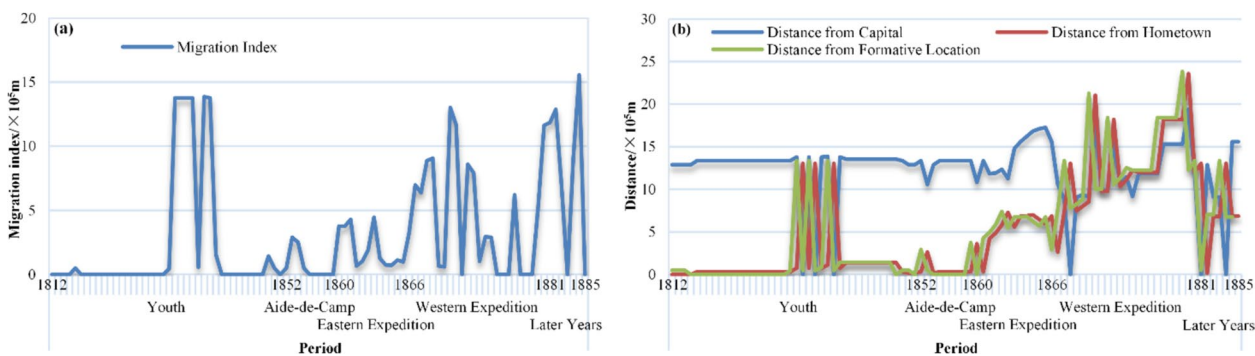 (a)
Migration Index
Migration index/×10⁵m
20
15
10
5
0
1812 1852 1860 1866 1881 1885
Youth Aide-de-Camp Western Expedition
Eastern Expedition Later Years
Period
(b)
Distance from Capital Distance from Hometown
Distance from Formative Location
Distance/×10⁵m
30
25
20
15
10
5
0
1812 1852 1860 1866 1881 1885
Youth Aide-de-Camp Western Expedition
Eastern Expedition Later Years
Period